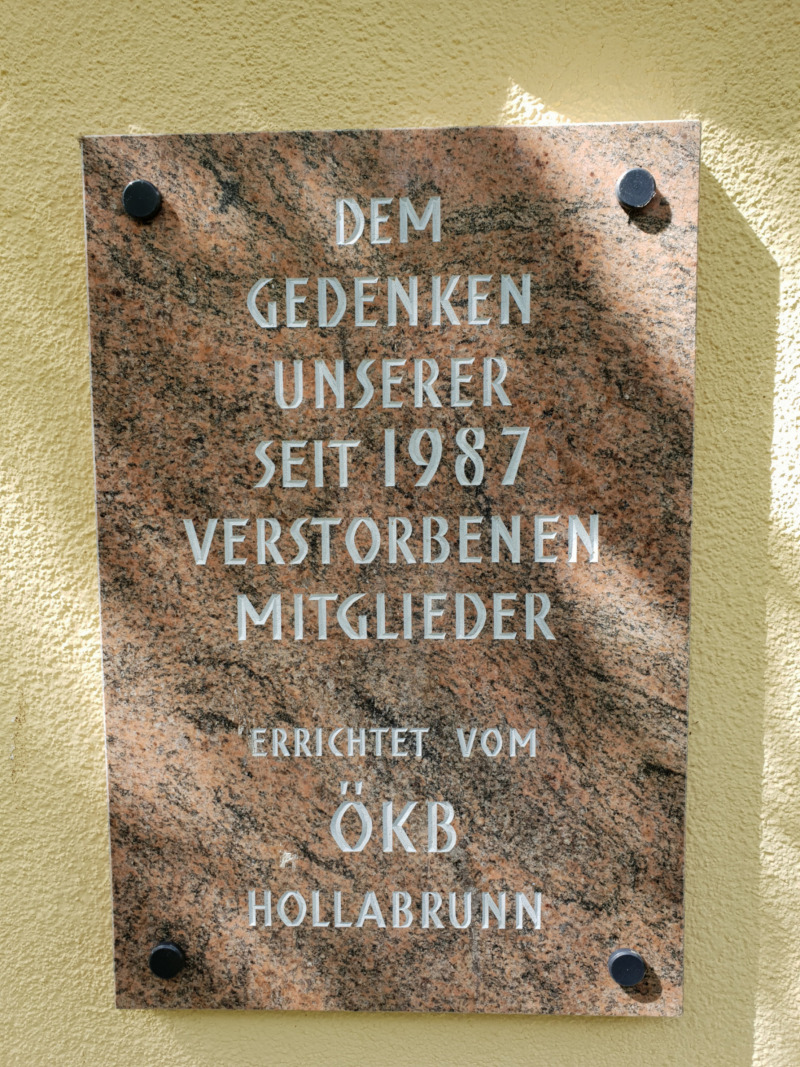 DEM
GEDENKEN
UNSERER
SEIT 1987
VERSTORBENEN
MITGLIEDER
ERRICHTET VOM
ÖKB
HOLLABRUNN